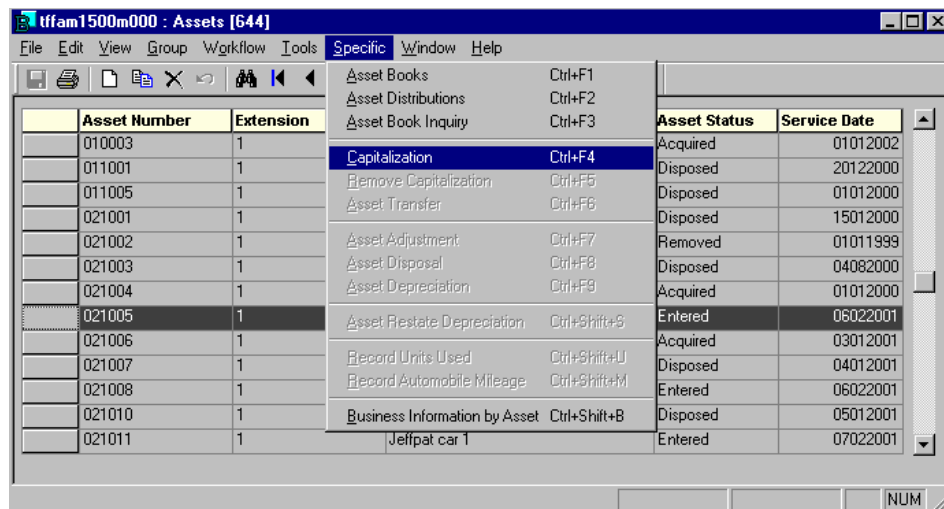 tffam1500m000 : Assets [644]
File Edit View Group Workflow Tools Specific Window Help
Asset Books Ctrl+F1
Asset Distributions Ctrl+F2
Asset Book Inquiry Ctrl+F3
Capitalization Ctrl+F4
Remove Capitalization Ctrl+F5
Asset Transfer Ctrl+F6
Asset Adjustment Ctrl+F7
Asset Disposal Ctrl+F8
Asset Depreciation Ctrl+F9
Asset Restate Depreciation Ctrl+Shift+S
Record Units Used Ctrl+Shift+U
Record Automobile Mileage Ctrl+Shift+M
Business Information by Asset Ctrl+Shift+B
Asset Number Extension Asset Status Service Date
010003 1 Acquired 01012002
011001 1 Disposed 20122000
011005 1 Disposed 01012000
021001 1 Disposed 15012000
021002 1 Removed 01011999
021003 1 Disposed 04082000
021004 1 Acquired 01012000
021005 1 Entered 06022001
021006 1 Acquired 03012001
021007 1 Disposed 04012001
021008 1 Entered 06022001
021010 1 Disposed 05012001
021011 1 Jeffpat car 1 Entered 07022001
NUM